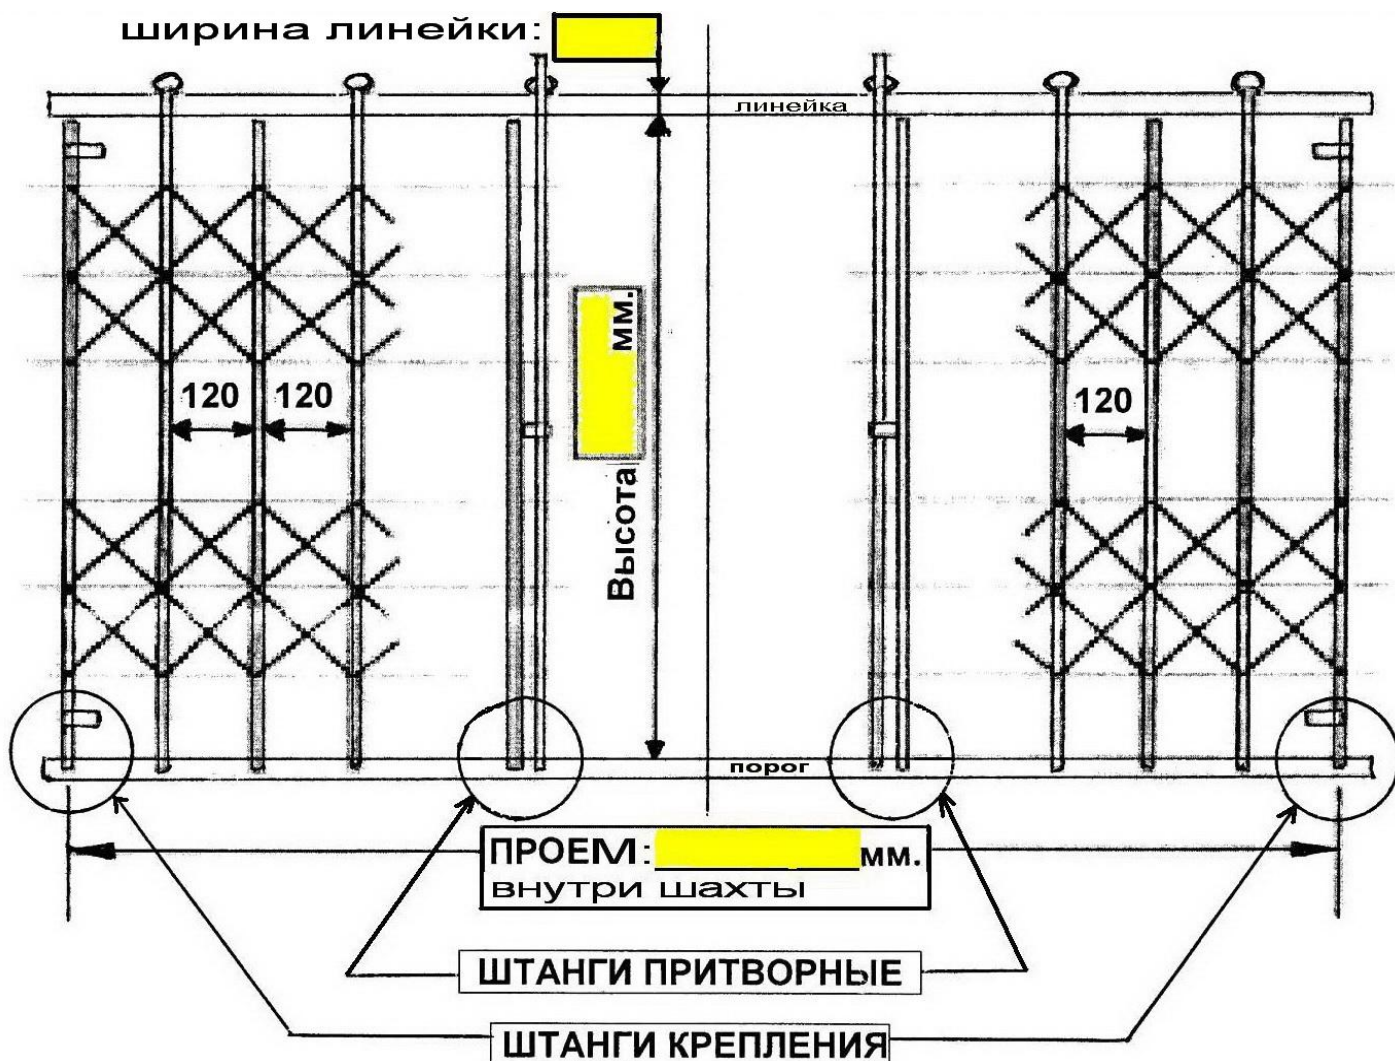 ширина линейки:
линейка
мм.
120
120
120
Высота
порог
ПРОЕМ: мм.
внутри шахты
ШТАНГИ ПРИТВОРНЫЕ
ШТАНГИ КРЕПЛЕНИЯ